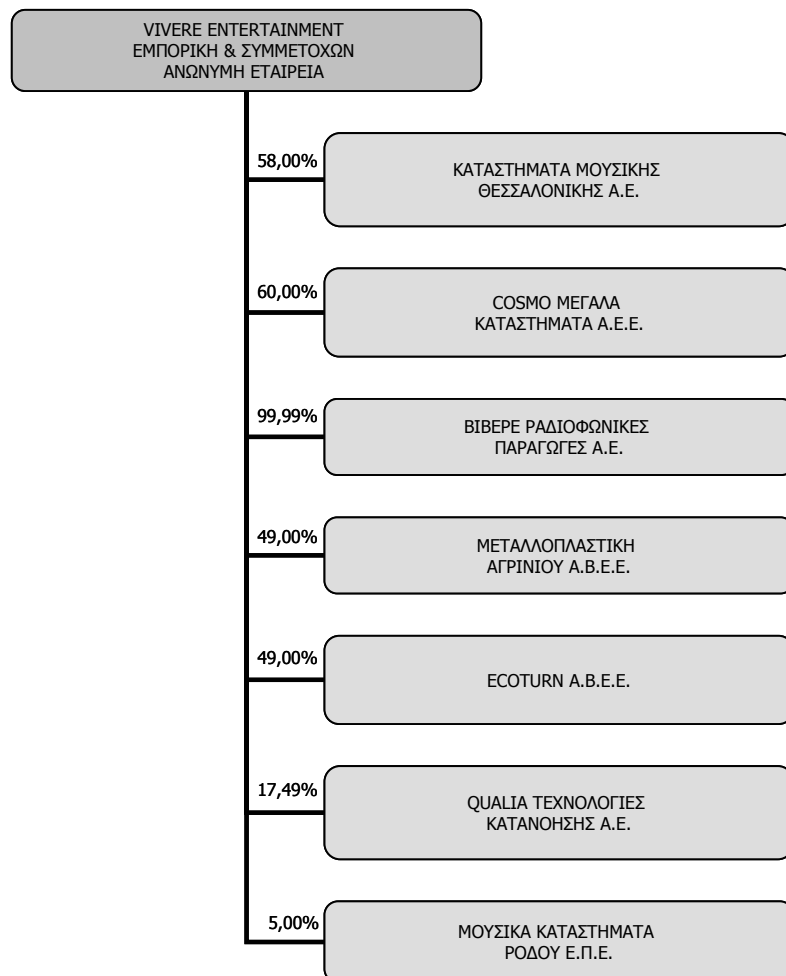 VIVERE ENTERTAINMENT
ΕΜΠΟΡΙΚΗ & ΣΥΜΜΕΤΟΧΩΝ
ΑΝΩΝΥΜΗ ΕΤΑΙΡΕΙΑ
58,00%
ΚΑΤΑΣΤΗΜΑΤΑ ΜΟΥΣΙΚΗΣ
ΘΕΣΣΑΛΟΝΙΚΗΣ Α.Ε.
60,00%
COSMO ΜΕΓΑΛΑ
ΚΑΤΑΣΤΗΜΑΤΑ Α.Ε.Ε.
99,99%
ΒΙΒΕΡΕ ΡΑΔΙΟΦΩΝΙΚΕΣ
ΠΑΡΑΓΩΓΕΣ Α.Ε.
49,00%
ΜΕΤΑΛΛΟΠΛΑΣΤΙΚΗ
ΑΓΡΙΝΙΟΥ Α.Β.Ε.Ε.
49,00%
ECOTURN Α.Β.Ε.Ε.
17,49%
QUALIA ΤΕΧΝΟΛΟΓΙΕΣ
ΚΑΤΑΝΟΗΣΗΣ Α.Ε.
5,00%
ΜΟΥΣΙΚΑ ΚΑΤΑΣΤΗΜΑΤΑ
ΡΟΔΟΥ Ε.Π.Ε.